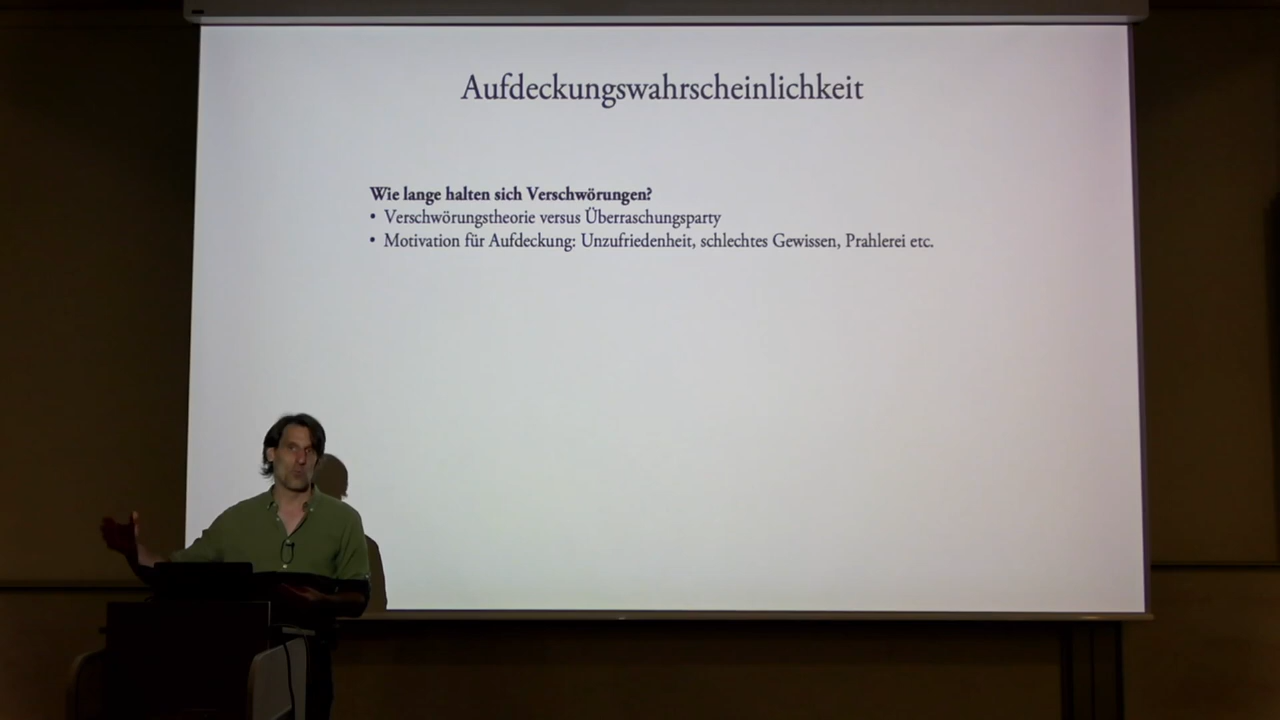 Aufdeckungswahrscheinlichkeit
Wie lange halten sich Verschwörungen?
• Verschwörungstheorie versus Überraschungsparty
• Motivation für Aufdeckung: Unzufriedenheit, schlechtes Gewissen, Prahlerei etc.